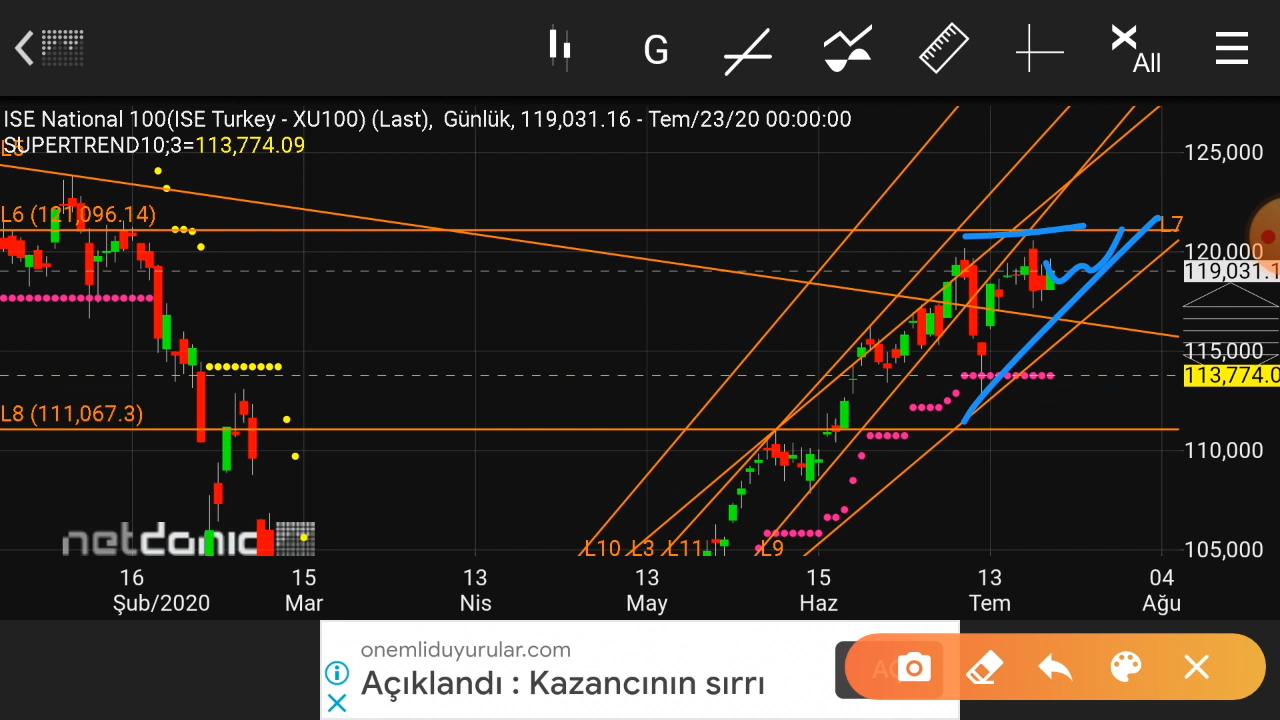 G
All
ISE National 100(ISE Turkey - XU100) (Last), Günlük, 119,031.16 - Tem/23/20 00:00:00
SUPERTREND10;3=113,774.09
125,000
L6 (121,096.14)
L7
120,000
119,031.1
115,000
113,774.0
L8 (111,067.3)
110,000
netdania
L10 L3 L11 L9
105,000
16 15 13 13 15 13 04
Şub/2020 Mar Nis May Haz Tem Ağu
onemliduyurular.com
Açıklandı : Kazancının sırrı